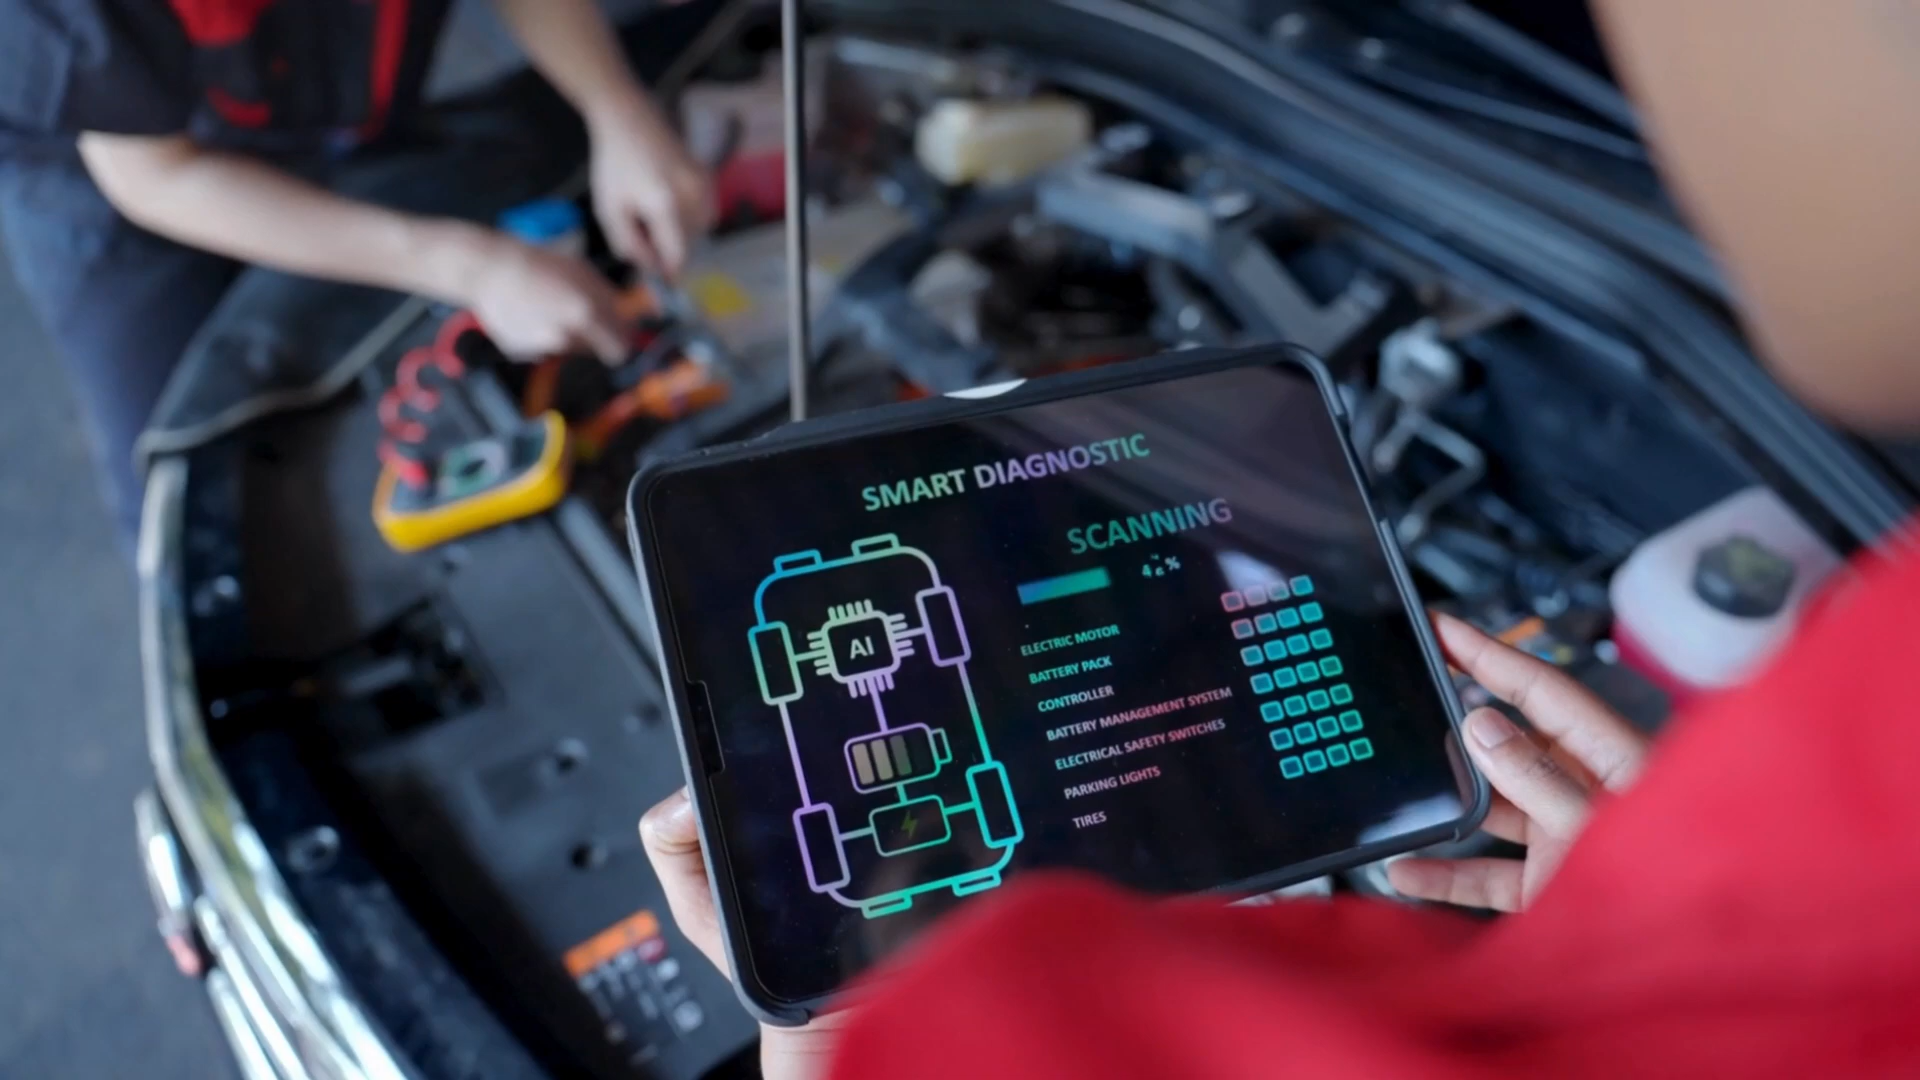 SMART DIAGNOSTIC
SCANNING
AI
ELECTRIC MOTOR
BATTERY PACK
CONTROLLER
BATTERY MANAGEMENT SYSTEM
ELECTRICAL SAFETY SWITCHES
PARKING LIGHTS
TIRES